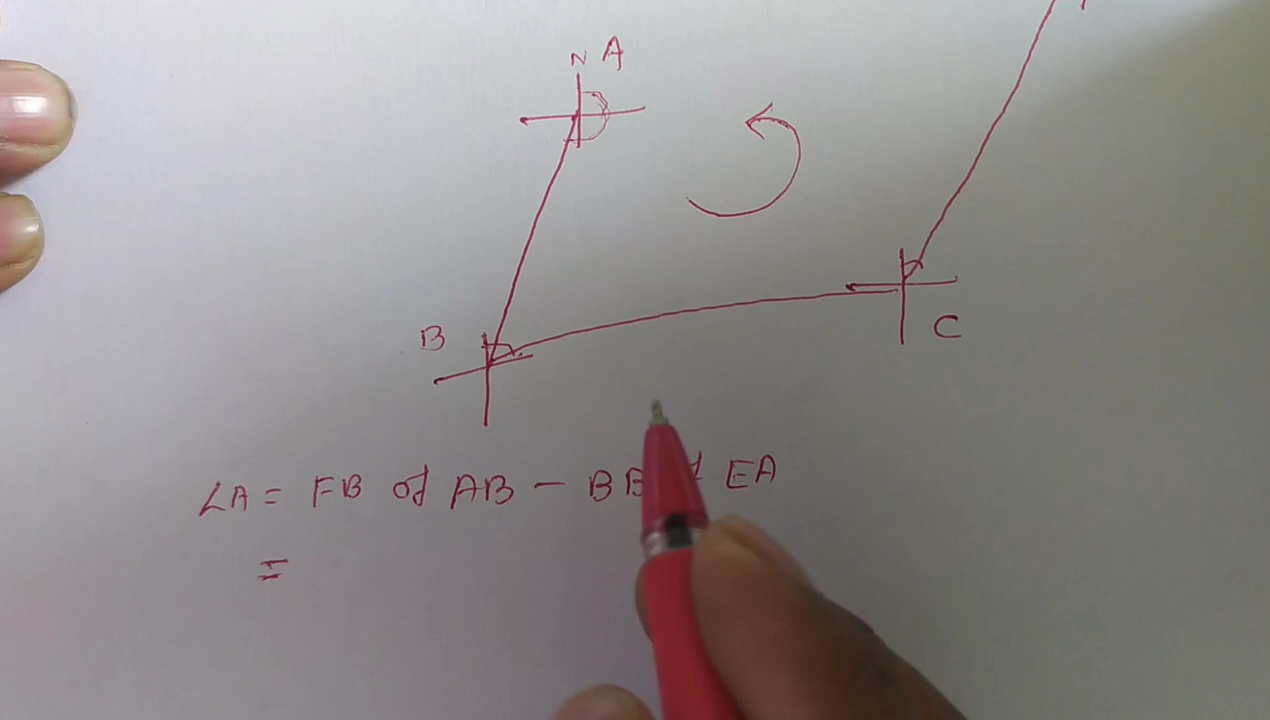 N A
B
C
∠A = FB of AB - BB of EA
=